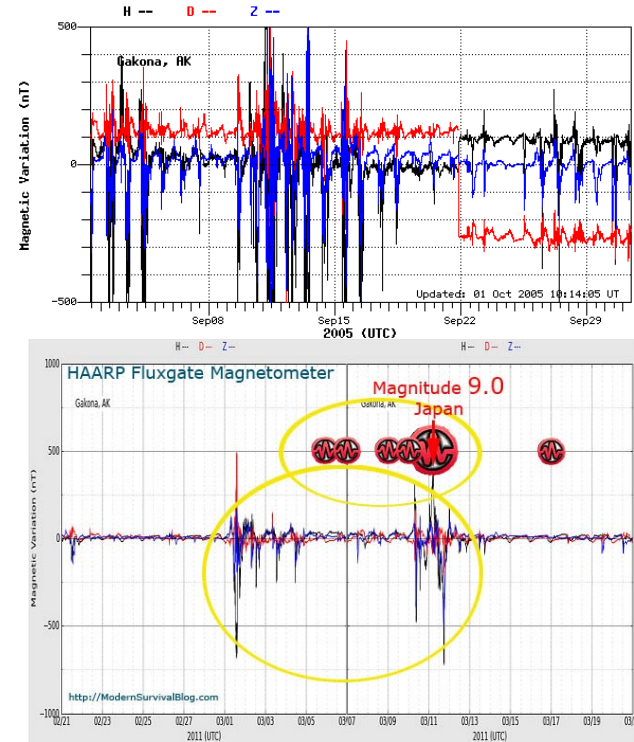 H -- D -- Z --
500
Gakona, AK
Magnetic Variation (nT)
0
-500
Updated: 01 Oct 2005 10:14:05 UT
Sep08 Sep15 Sep22 Sep29
2005 (UTC)
H --- D --- Z --- H --- D --- Z ---
1000
HAARP Fluxgate Magnetometer
Magnitude 9.0
Japan
Gakona, AK Gakona, AK
500
Magnetic Variation (nT)
0
-500
http://ModernSurvivalBlog.com
-1000
02/21 02/23 02/25 02/27 03/01 03/03 03/05 03/07 03/09 03/11 03/13 03/15 03/17 03/19
2011 (UTC) 2011 (UTC)